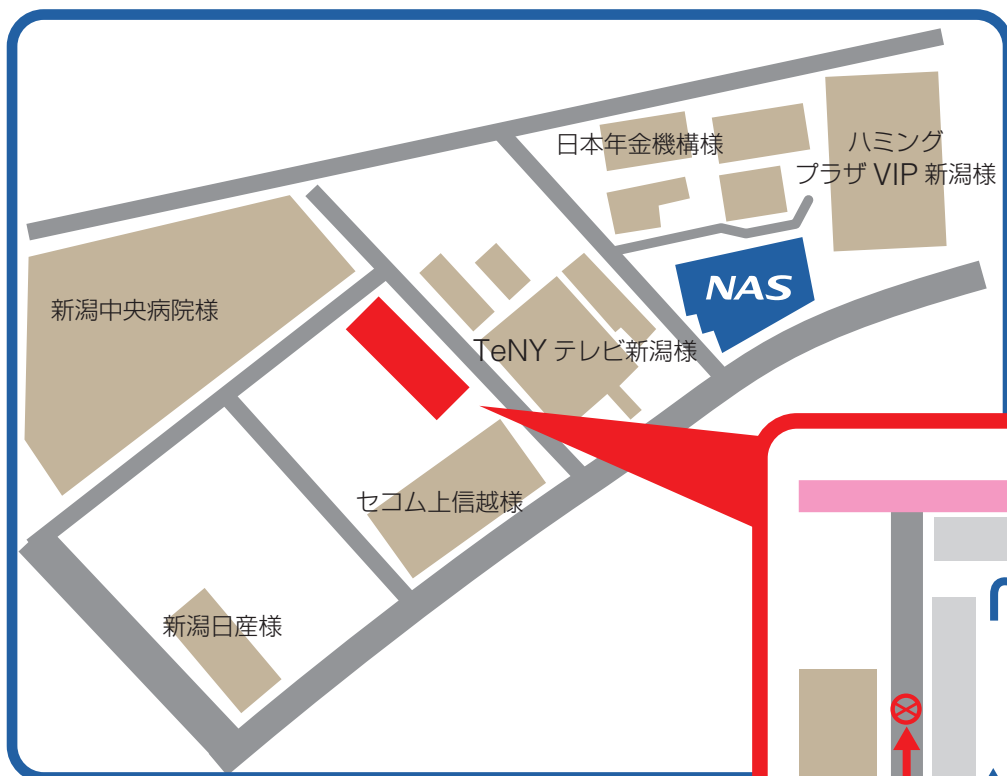 日本年金機構様
ハミング
プラザ VIP 新潟様
NAS
新潟中央病院様
TeNY テレビ新潟様
セコム上信越様
新潟日産様